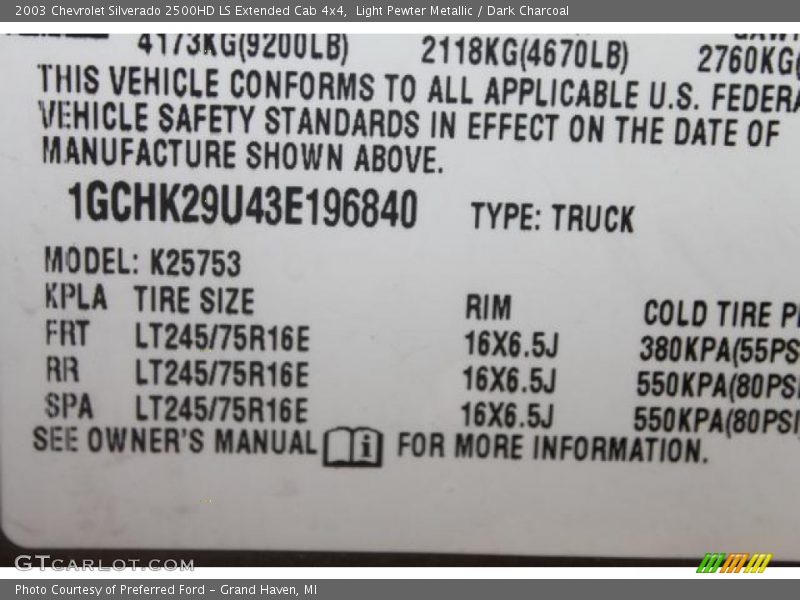 2003 Chevrolet Silverado 2500HD LS Extended Cab 4x4, Light Pewter Metallic / Dark Charcoal
4173KG(9200LB) 2118KG(4670LB) 2760KG(
THIS VEHICLE CONFORMS TO ALL APPLICABLE U.S. FEDERA
VEHICLE SAFETY STANDARDS IN EFFECT ON THE DATE OF
MANUFACTURE SHOWN ABOVE.
1GCHK29U43E196840 TYPE: TRUCK
MODEL: K25753
KPLA TIRE SIZE RIM COLD TIRE
FRT LT245/75R16E 16X6.5J 380KPA(55PS
RR LT245/75R16E 16X6.5J 550KPA(80PSI
SPA LT245/75R16E 16X6.5J 550KPA(80PSI
SEE OWNER'S MANUAL i FOR MORE INFORMATION.
GTCARLOT.COM
Photo Courtesy of Preferred Ford - Grand Haven, MI